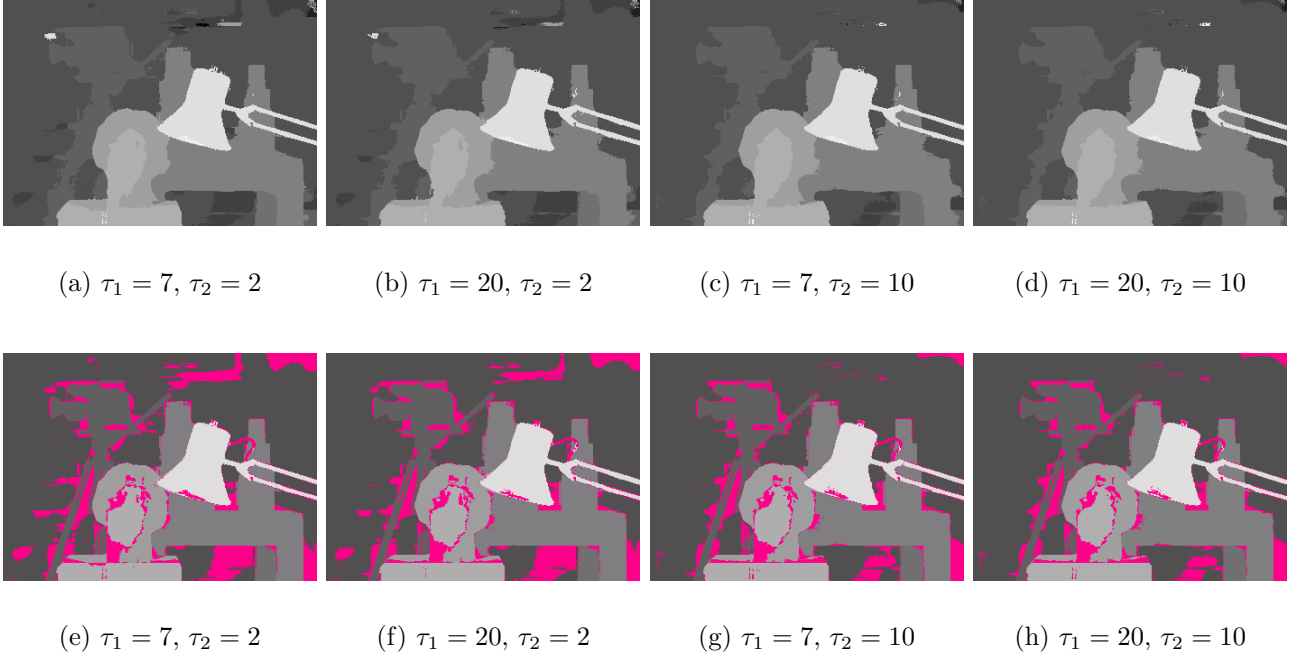 (a) τ₁ = 7, τ₂ = 2 (b) τ₁ = 20, τ₂ = 2 (c) τ₁ = 7, τ₂ = 10 (d) τ₁ = 20, τ₂ = 10
(e) τ₁ = 7, τ₂ = 2 (f) τ₁ = 20, τ₂ = 2 (g) τ₁ = 7, τ₂ = 10 (h) τ₁ = 20, τ₂ = 10